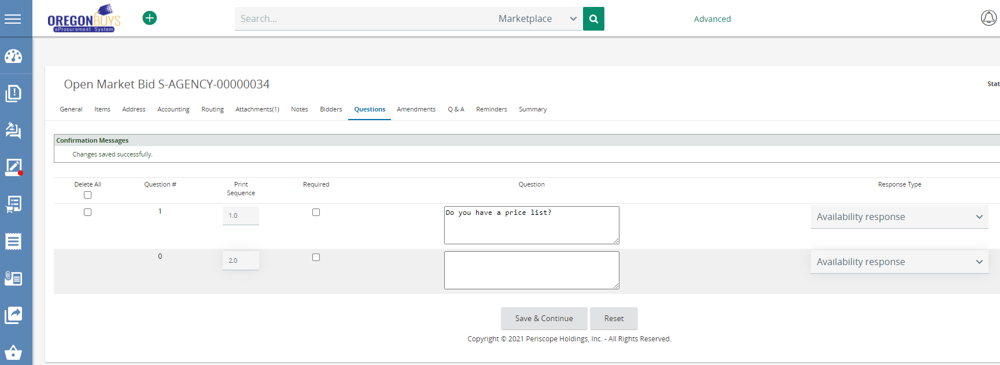 OREGONBUYS
eProcurement System
Search...
Marketplace
Advanced
Open Market Bid S-AGENCY-00000034
Stat
General Items Address Accounting Routing Attachments(1) Notes Bidders Questions Amendments Q & A Reminders Summary
Confirmation Messages
Changes saved successfully.
Delete All Question # Print Required Question Response Type
Sequence
1 1.0 Do you have a price list? Availability response
0 2.0 Availability response
Save & Continue Reset
Copyright © 2021 Periscope Holdings, Inc. - All Rights Reserved.